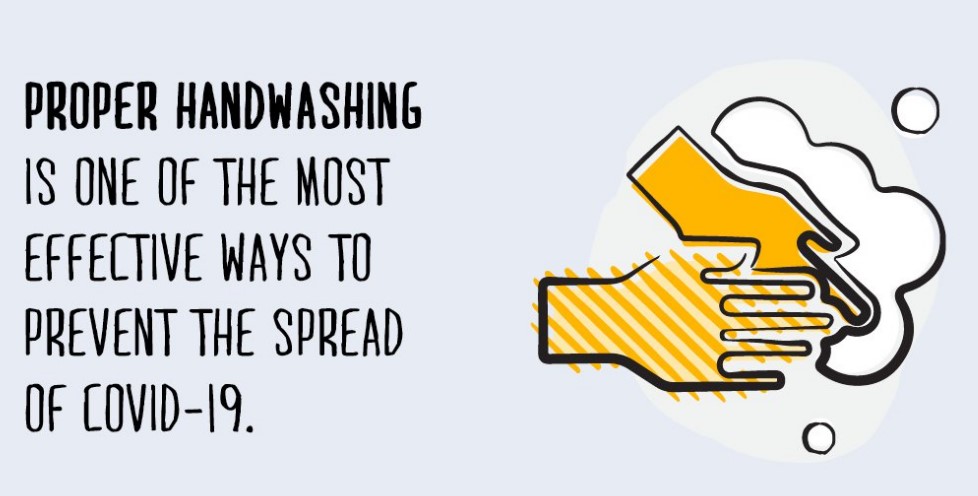 PROPER HANDWASHING
IS ONE OF THE MOST
EFFECTIVE WAYS TO
PREVENT THE SPREAD
OF COVID-19.